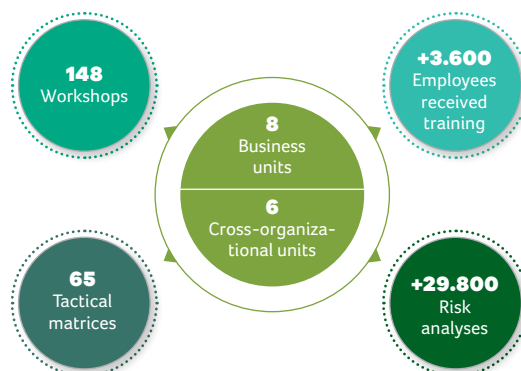 148
Workshops
+3.600
Employees
received
training
8
Business
units
6
Cross-organiza-
tional units
65
Tactical
matrices
+29.800
Risk
analyses